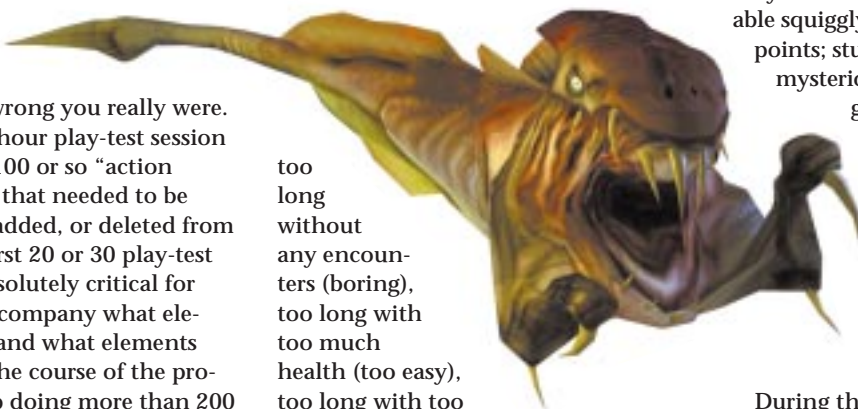 wrong you really were.
hour play-test session
00 or so “action
that needed to be
added, or deleted from
rst 20 or 30 play-test
solutely critical for
company what ele-
and what elements
he course of the pro-
doing more than 200
too
long
without
any encoun-
ters (boring),
too long with
too much
health (too easy),
too long with too
able squiggly
points; stu
mysteric
g
During th